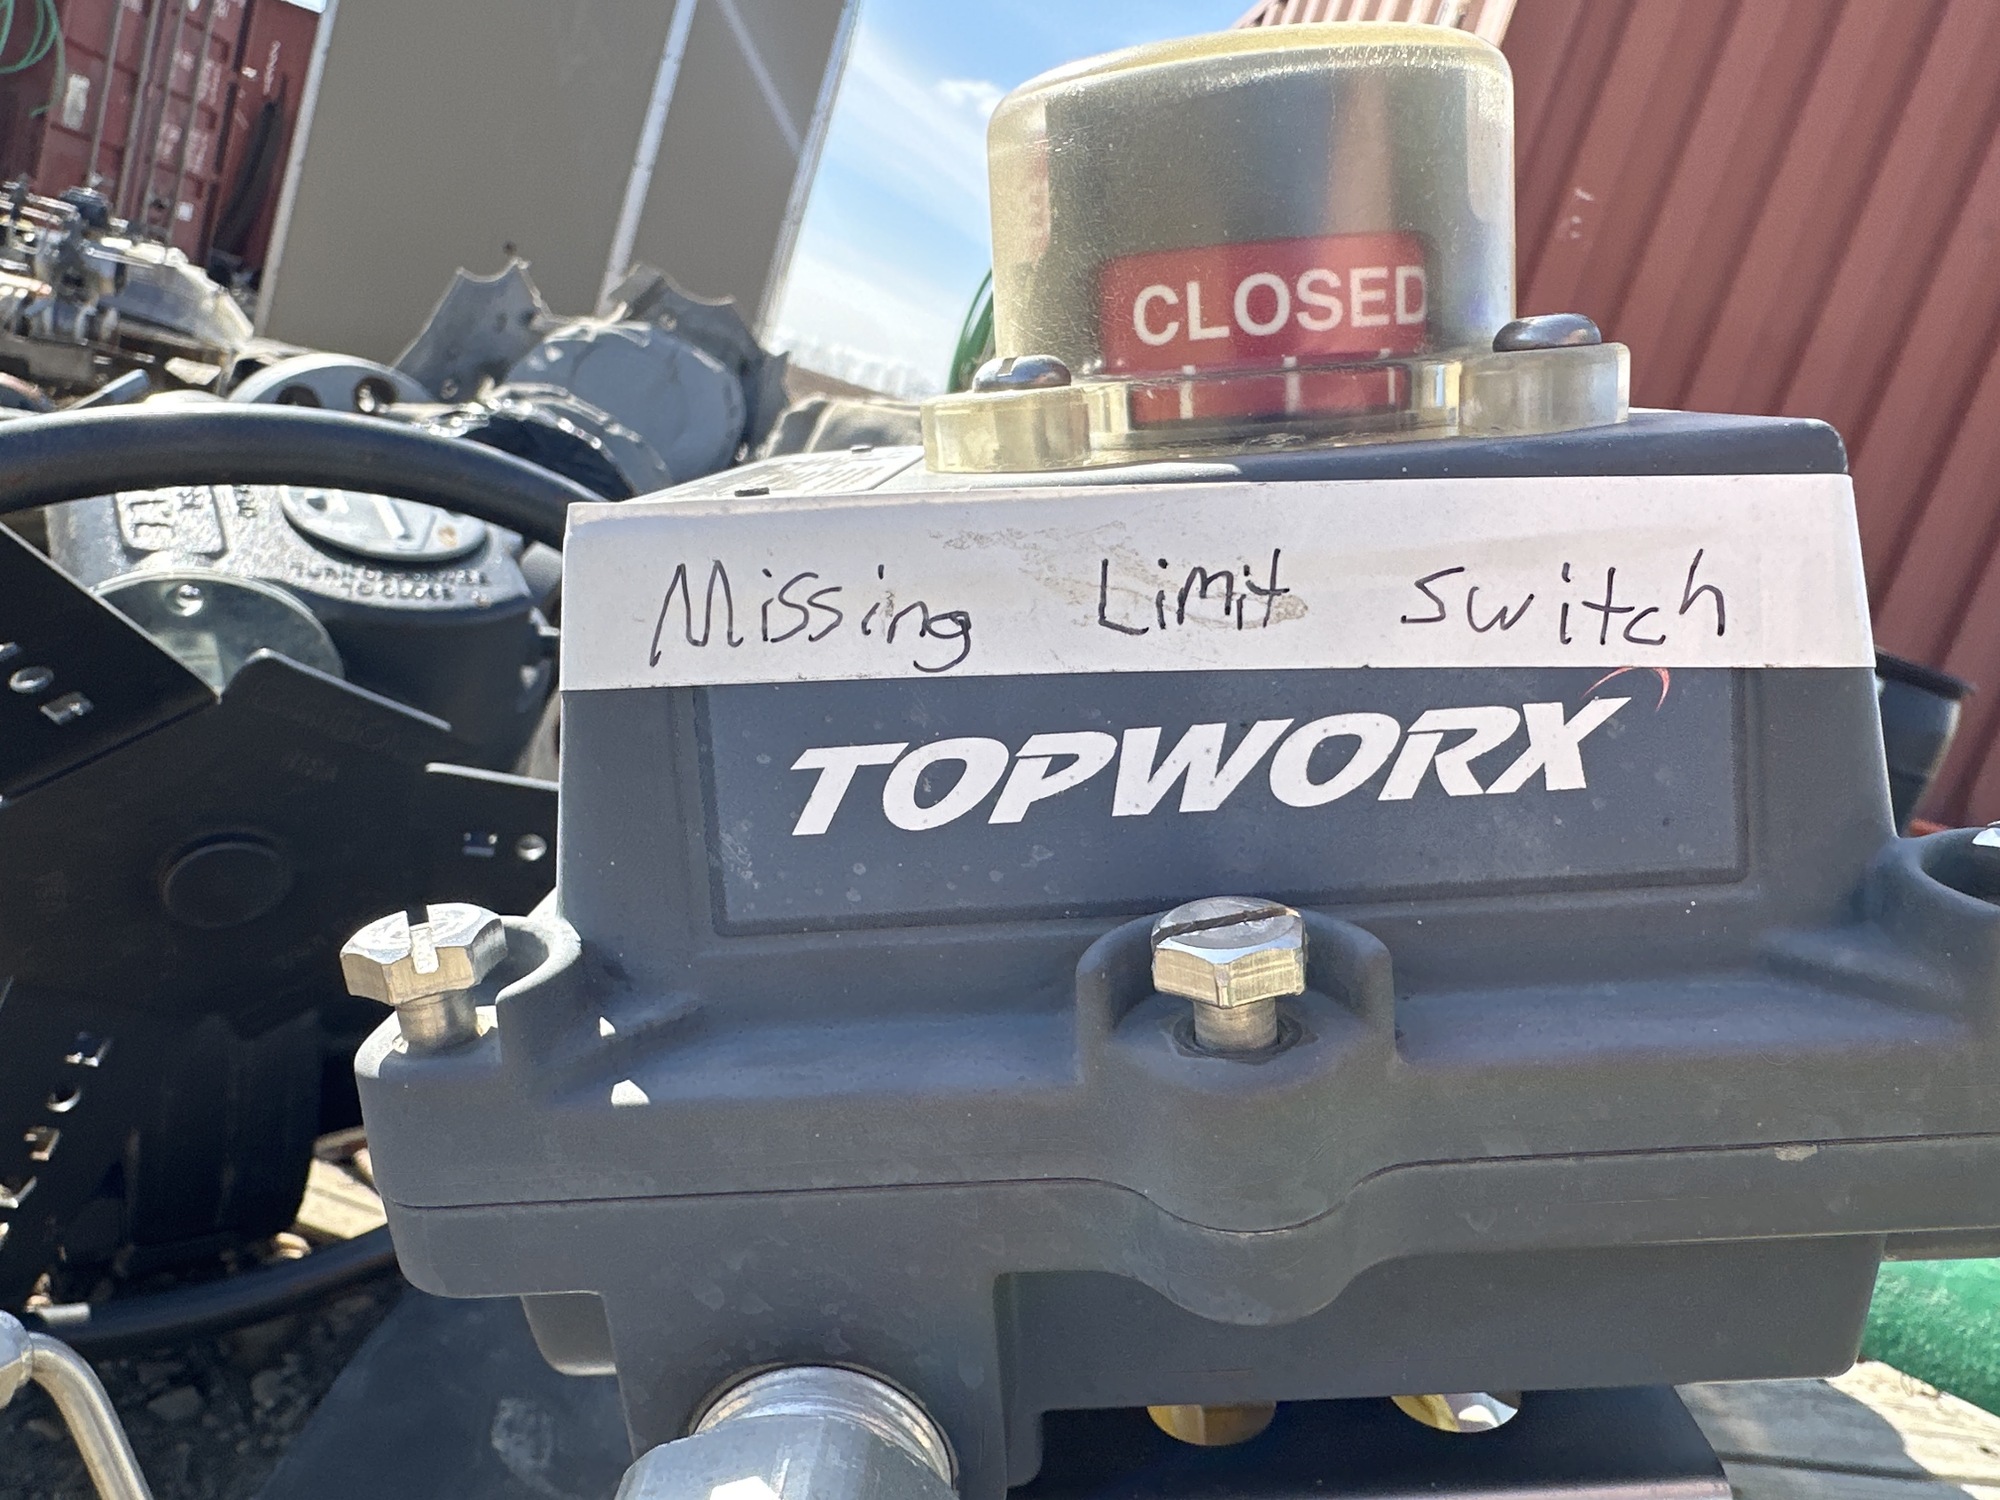 CLOSED
Missing Limit Switch
TOPWORX